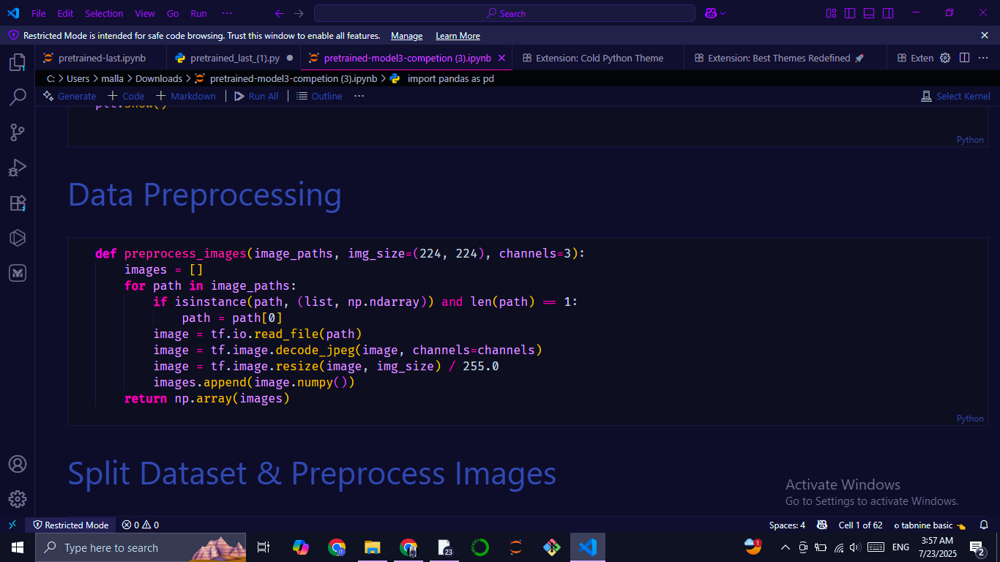 File Edit Selection View Go Run ··· Search
Restricted Mode is intended for safe code browsing. Trust this window to enable all features. Manage Learn More
pretrained-last.ipynb pretrained_last_(1).py pretrained-model3-competion (3).ipynb Extension: Cold Python Theme Extension: Best Themes Redefined 🚀 Exten
C: > Users > malla > Downloads > pretrained-model3-competion (3).ipynb > import pandas as pd
Generate + Code + Markdown Run All Outline ··· Select Kernel
plt.show()
Python
Data Preprocessing
def preprocess_images(image_paths, img_size=(224, 224), channels=3):
    images = []
    for path in image_paths:
        if isinstance(path, (list, np.ndarray)) and len(path) == 1:
            path = path[0]
        image = tf.io.read_file(path)
        image = tf.image.decode_jpeg(image, channels=channels)
        image = tf.image.resize(image, img_size) / 255.0
        images.append(image.numpy())
    return np.array(images)
Python
Split Dataset & Preprocess Images
Activate Windows
Go to Settings to activate Windows.
Restricted Mode 0 0 Spaces: 4 Cell 1 of 62 tabnine basic 👈
Type here to search 23 1 ENG 3:57 AM
7/23/2025 2